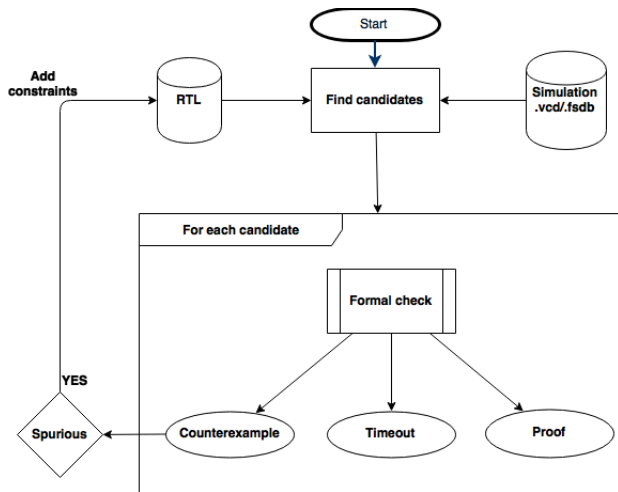 Start
Add
constraints
RTL
Find candidates
Simulation
.vcd/.fsdb
For each candidate
Formal check
YES
Spurious
Counterexample
Timeout
Proof